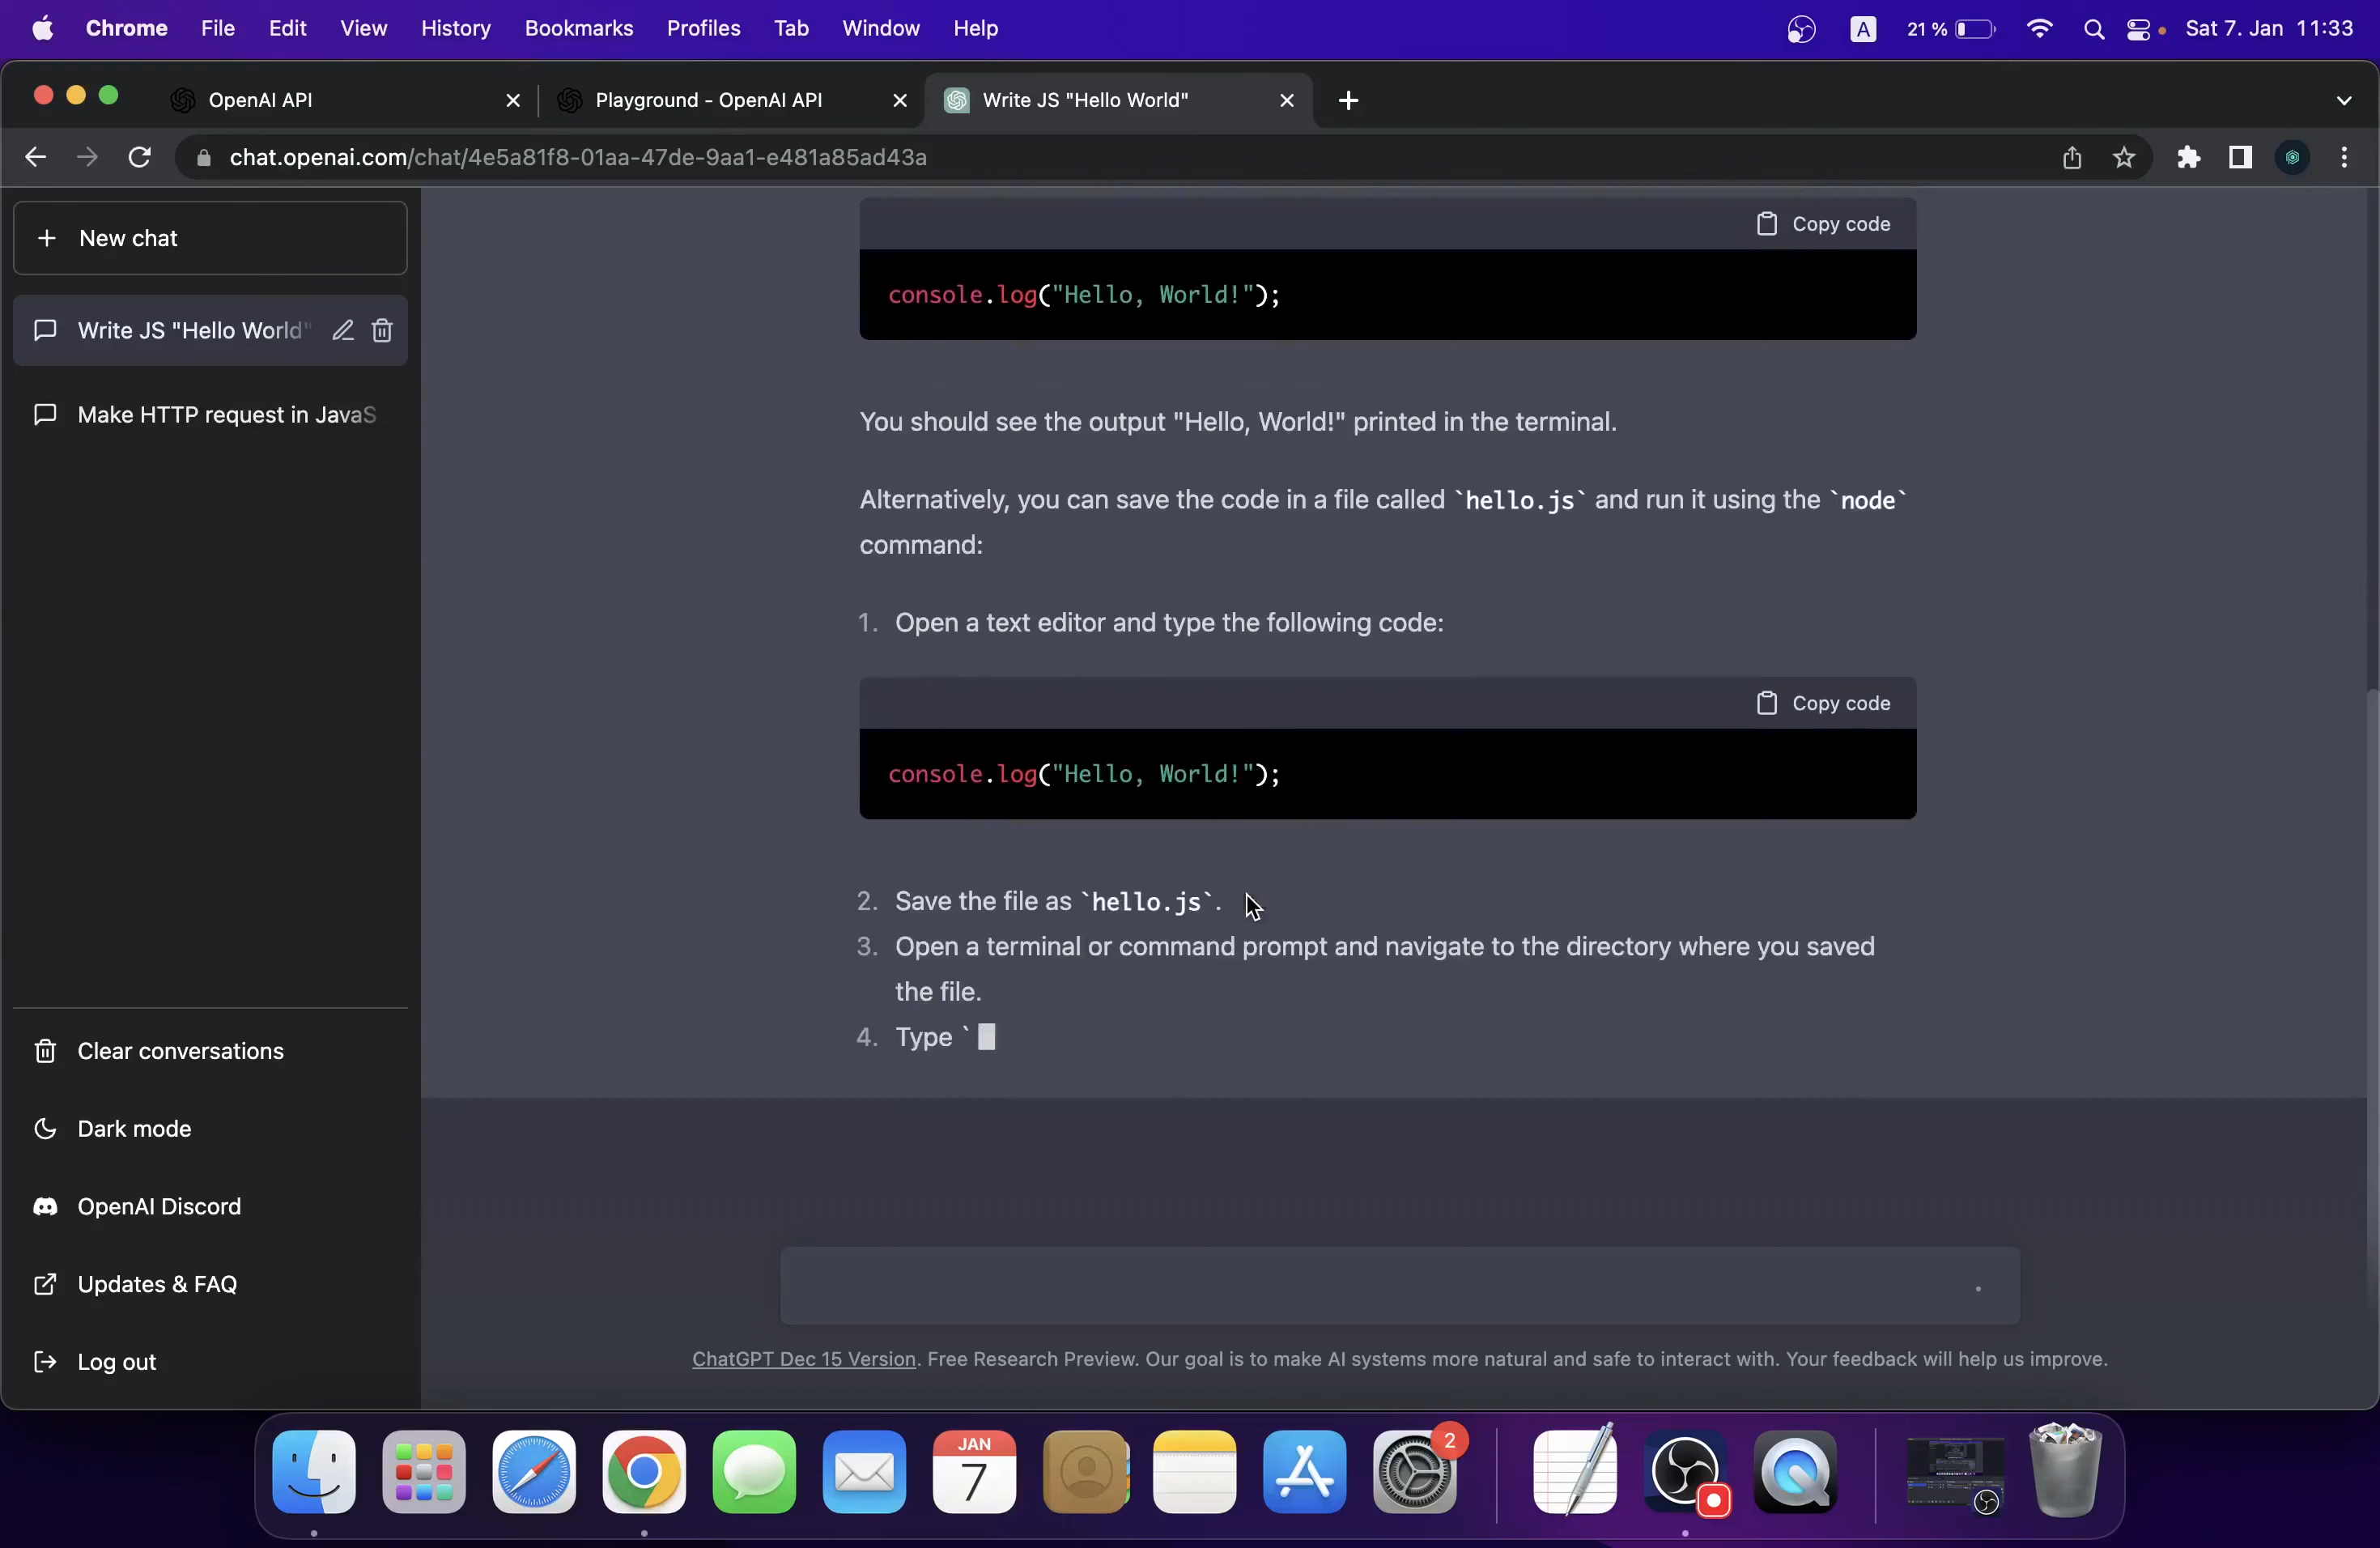 Chrome File Edit View History Bookmarks Profiles Tab Window Help A 21 % Sat 7. Jan 11:33
OpenAI API Playground - OpenAI API Write JS "Hello World"
chat.openai.com/chat/4e5a81f8-01aa-47de-9aa1-e481a85ad43a
New chat
Write JS "Hello World"
Make HTTP request in JavaS
Clear conversations
Dark mode
OpenAI Discord
Updates & FAQ
Log out
Copy code
console.log("Hello, World!");
You should see the output "Hello, World!" printed in the terminal.
Alternatively, you can save the code in a file called `hello.js` and run it using the `node`
command:
1. Open a text editor and type the following code:
Copy code
console.log("Hello, World!");
2. Save the file as `hello.js`.
3. Open a terminal or command prompt and navigate to the directory where you saved
the file.
4. Type `
ChatGPT Dec 15 Version. Free Research Preview. Our goal is to make AI systems more natural and safe to interact with. Your feedback will help us improve.
JAN
7
2